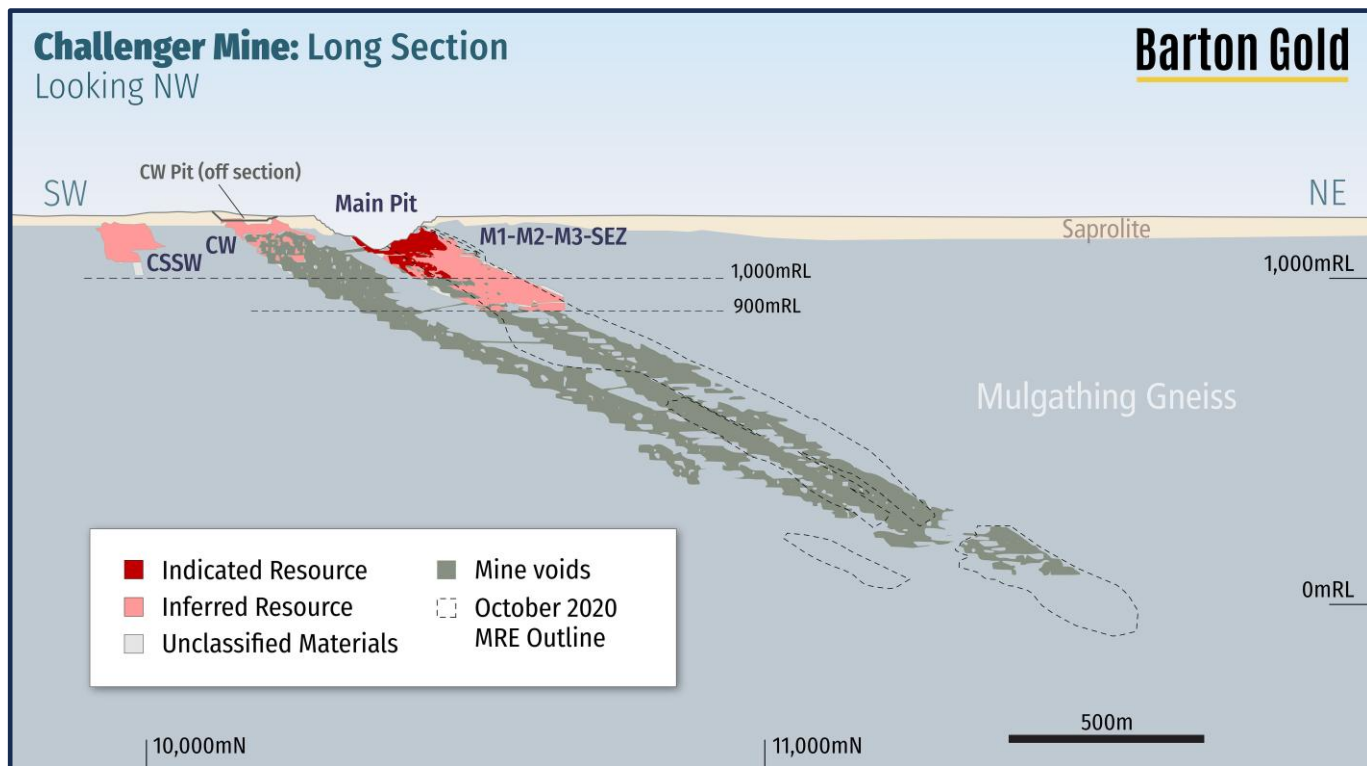 Challenger Mine: Long Section
Looking NW
Barton Gold
SW
CW Pit (off section)
Main Pit
NE
CSSW
CW
M1-M2-M3-SEZ
Saprolite
1,000mRL
1,000mRL
900mRL
Mulgathing Gneiss
Indicated Resource
Inferred Resource
Unclassified Materials
Mine voids
October 2020
MRE Outline
0mRL
10,000mN
11,000mN
500m